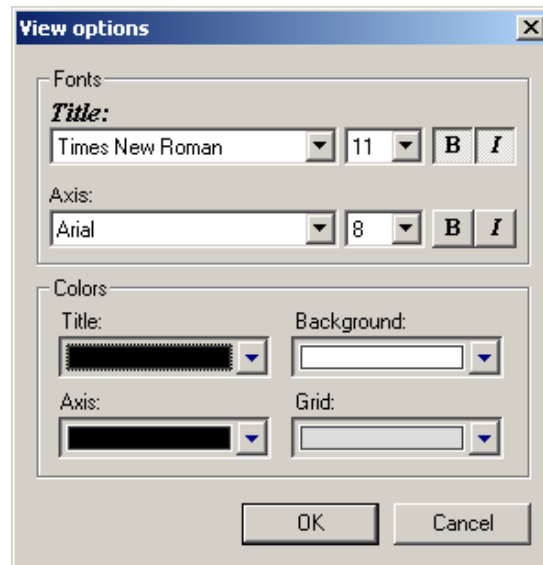 View options
Fonts
Title:
Times New Roman 11 B I
Axis:
Arial 8 B I
Colors
Title: Background:
Axis: Grid:
OK Cancel